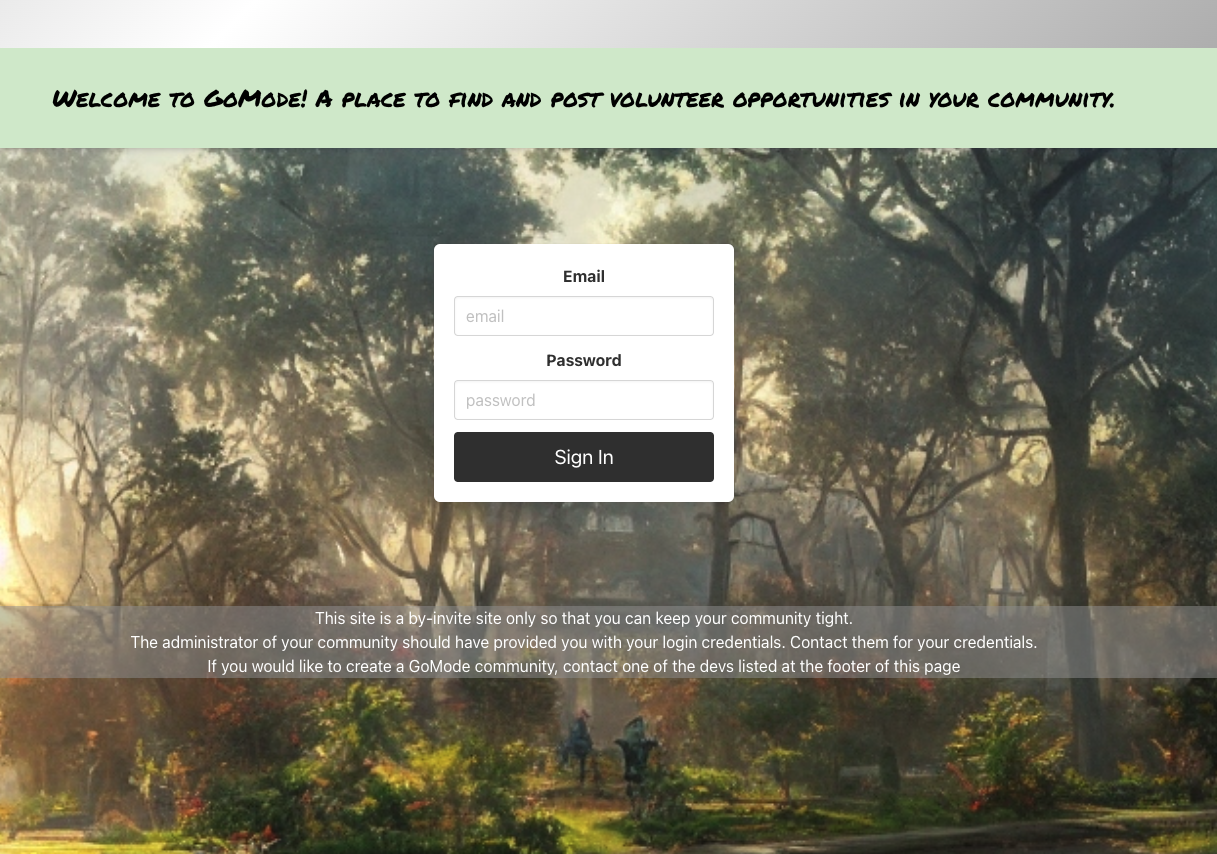 Welcome to GoMode! A place to find and post volunteer opportunities in your community.
Email
email
Password
password
Sign In
This site is a by-invite site only so that you can keep your community tight.
The administrator of your community should have provided you with your login credentials. Contact them for your credentials.
If you would like to create a GoMode community, contact one of the devs listed at the footer of this page